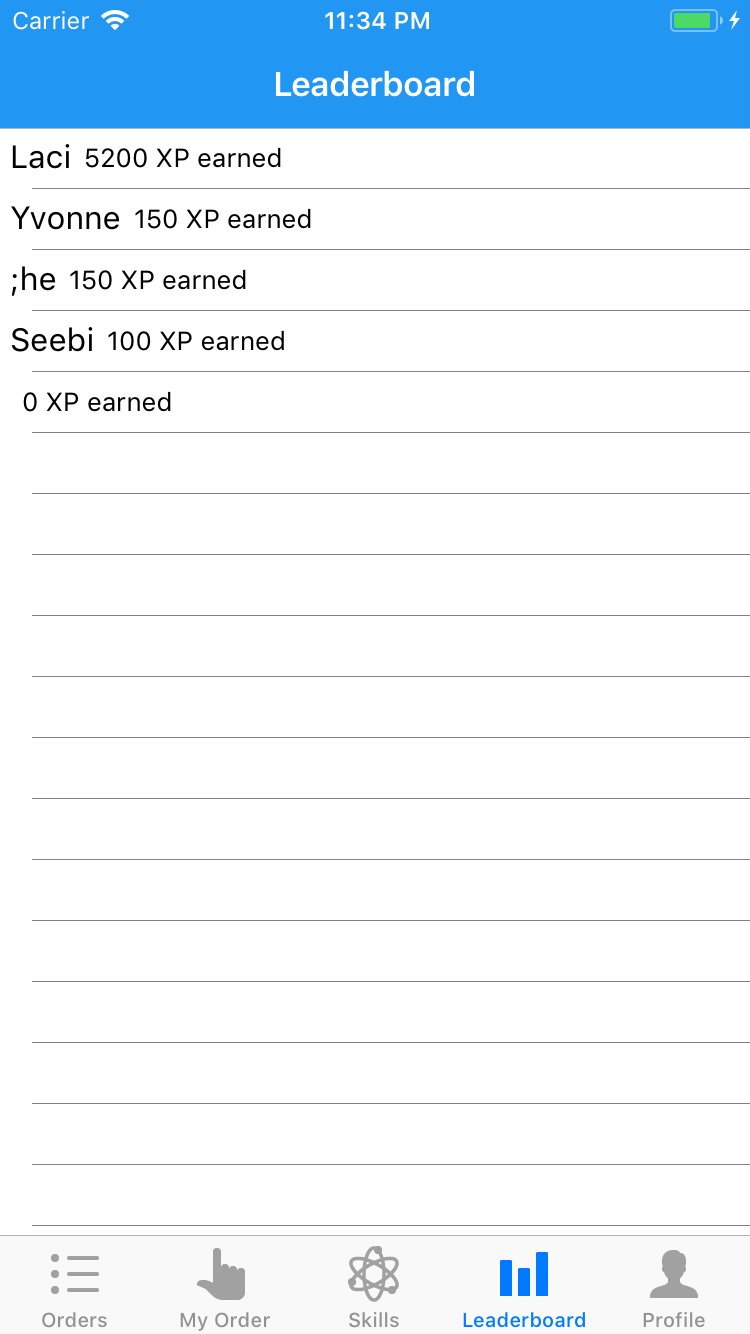 Carrier 11:34 PM
Leaderboard
Laci 5200 XP earned
Yvonne 150 XP earned
;he 150 XP earned
Seebi 100 XP earned
0 XP earned
Orders My Order Skills Leaderboard Profile